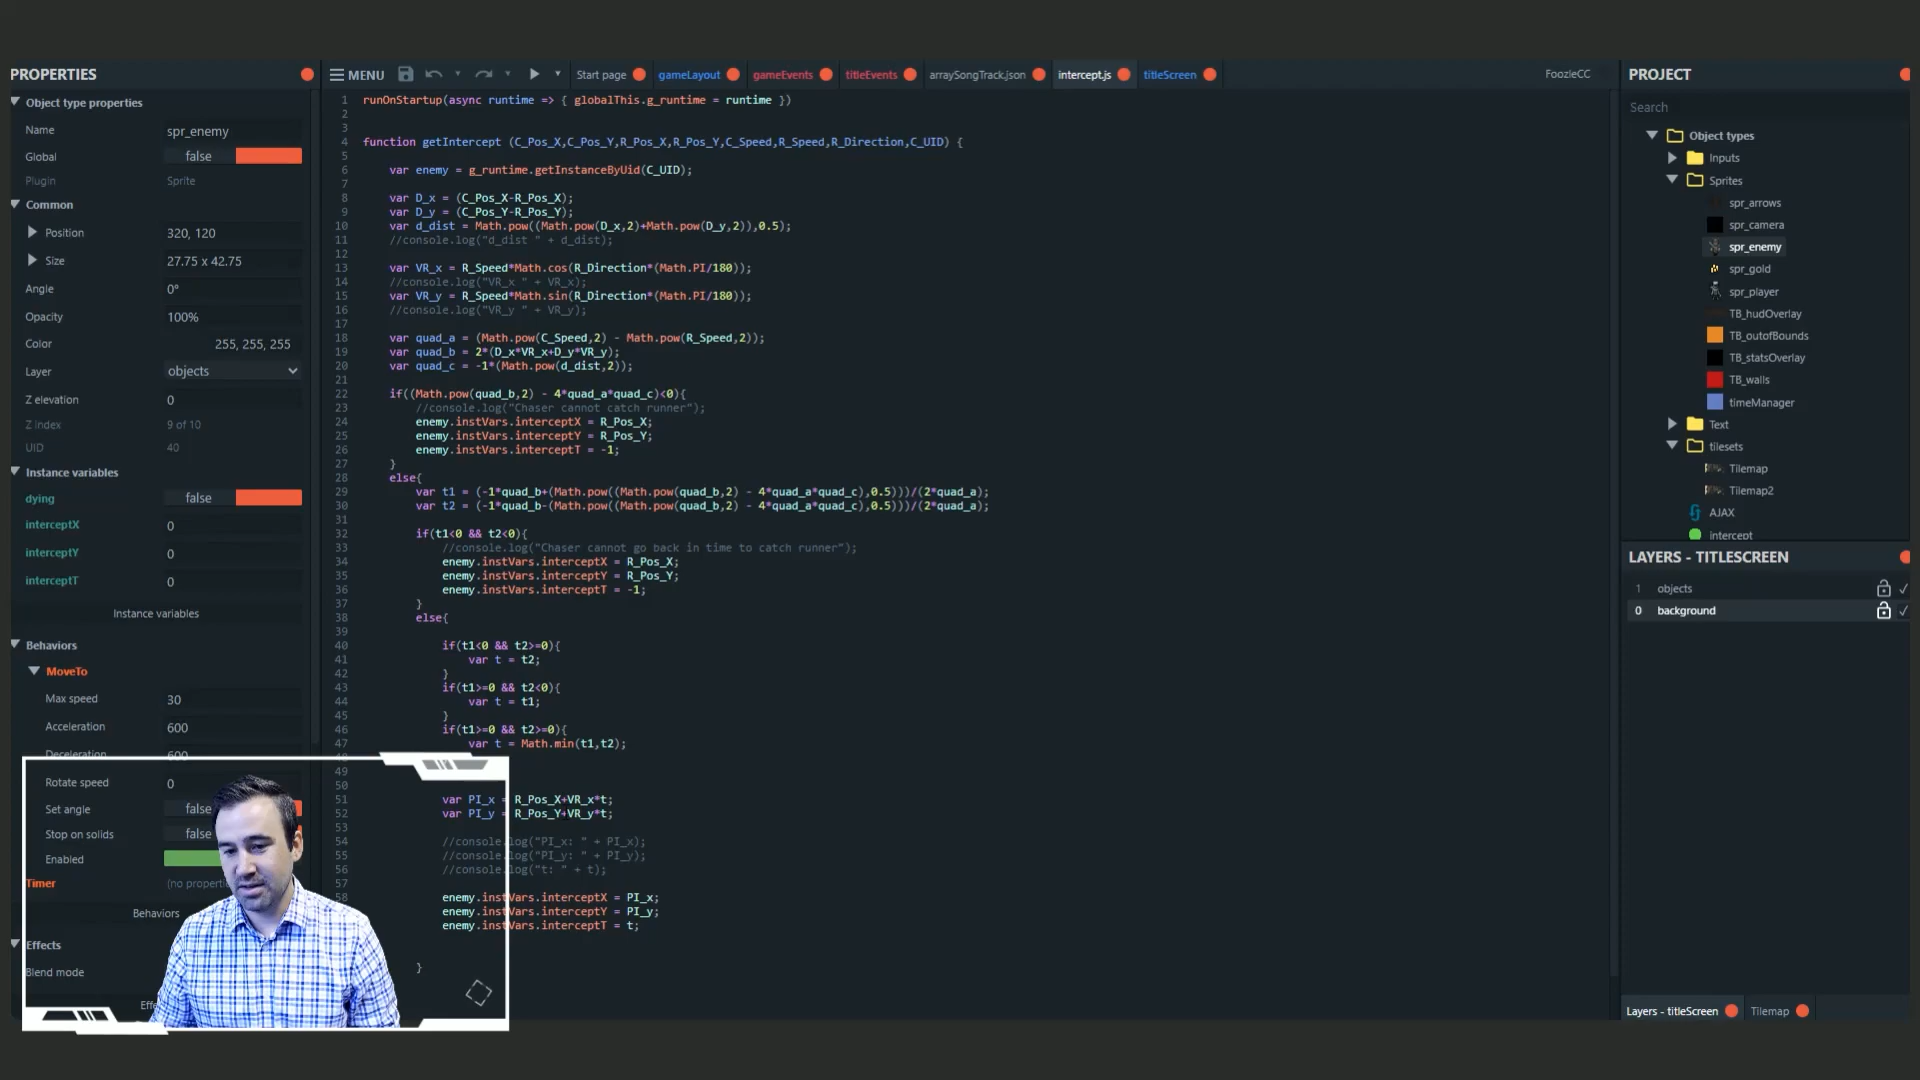 PROPERTIES
Object type properties
Name spr_enemy
Global false
Plugin Sprite
Common
Position 320, 120
Size 27.75 x 42.75
Angle 0°
Opacity 100%
Color 255, 255, 255
Layer objects
Z elevation 0
Z index 9 of 10
UID 40
Instance variables
dying false
interceptX 0
interceptY 0
interceptT 0
Instance variables
Behaviors
MoveTo
Max speed 30
Acceleration 600
Deceleration 600
Rotate speed 0
Set angle false
Stop on solids false
Enabled
Timer (no properti
Behaviors
Effects
Blend mode
Effe
MENU Start page gameLayout gameEvents titleEvents arraySongTrack.json intercept.js titleScreen FoozleCC
1 runOnStartup(async runtime => { globalThis.g_runtime = runtime })
2
3
4 function getIntercept (C_Pos_X,C_Pos_Y,R_Pos_X,R_Pos_Y,C_Speed,R_Speed,R_Direction,C_UID) {
5
6 var enemy = g_runtime.getInstanceByUid(C_UID);
7
8 var D_x = (C_Pos_X-R_Pos_X);
9 var D_y = (C_Pos_Y-R_Pos_Y);
10 var d_dist = Math.pow((Math.pow(D_x,2)+Math.pow(D_y,2)),0.5);
11 //console.log("d_dist " + d_dist);
12
13 var VR_x = R_Speed*Math.cos(R_Direction*(Math.PI/180));
14 //console.log("VR_x " + VR_x);
15 var VR_y = R_Speed*Math.sin(R_Direction*(Math.PI/180));
16 //console.log("VR_y " + VR_y);
17
18 var quad_a = (Math.pow(C_Speed,2) - Math.pow(R_Speed,2));
19 var quad_b = 2*(D_x*VR_x+D_y*VR_y);
20 var quad_c = -1*(Math.pow(d_dist,2));
21
22 if((Math.pow(quad_b,2) - 4*quad_a*quad_c)<0){
23 //console.log("Chaser cannot catch runner");
24 enemy.instVars.interceptX = R_Pos_X;
25 enemy.instVars.interceptY = R_Pos_Y;
26 enemy.instVars.interceptT = -1;
27 }
28 else{
29 var t1 = (-1*quad_b+(Math.pow((Math.pow(quad_b,2) - 4*quad_a*quad_c),0.5)))/(2*quad_a);
30 var t2 = (-1*quad_b-(Math.pow((Math.pow(quad_b,2) - 4*quad_a*quad_c),0.5)))/(2*quad_a);
31
32 if(t1<0 && t2<0){
33 //console.log("Chaser cannot go back in time to catch runner");
34 enemy.instVars.interceptX = R_Pos_X;
35 enemy.instVars.interceptY = R_Pos_Y;
36 enemy.instVars.interceptT = -1;
37 }
38 else{
39
40 if(t1<0 && t2>=0){
41 var t = t2;
42 }
43 if(t1>=0 && t2<0){
44 var t = t1;
45 }
46 if(t1>=0 && t2>=0){
47 var t = Math.min(t1,t2);
49
50
51 var PI_x = R_Pos_X+VR_x*t;
52 var PI_y = R_Pos_Y+VR_y*t;
53
54 //console.log("PI_x: " + PI_x);
55 //console.log("PI_y: " + PI_y);
56 //console.log("t: " + t);
57
58 enemy.instVars.interceptX = PI_x;
enemy.instVars.interceptY = PI_y;
enemy.instVars.interceptT = t;
}
PROJECT
Search
Object types
Inputs
Sprites
spr_arrows
spr_camera
spr_enemy
spr_gold
spr_player
TB_hudOverlay
TB_outofBounds
TB_statsOverlay
TB_walls
timeManager
Text
tilesets
Tilemap
Tilemap2
AJAX
intercept
LAYERS - TITLESCREEN
1 objects
0 background
Layers - titleScreen Tilemap